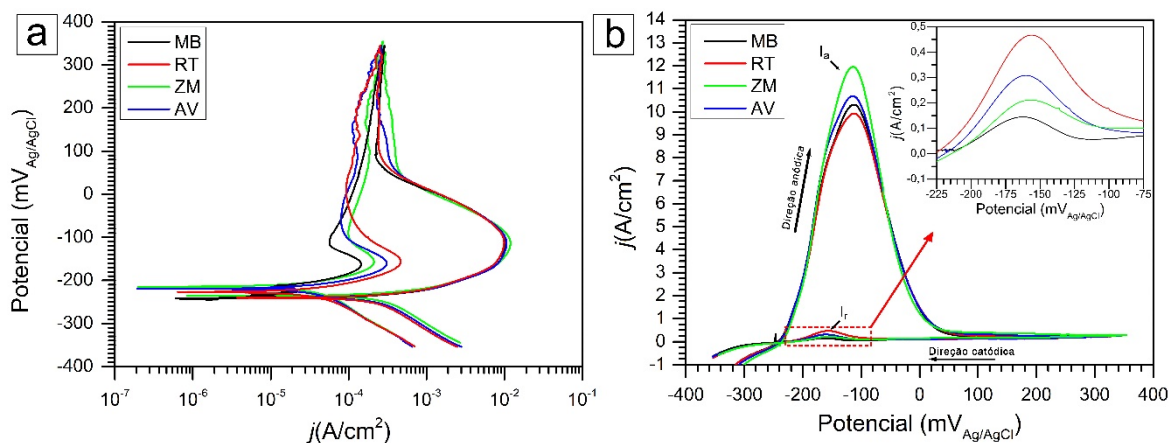 a
MB
RT
ZM
AV
400
300
200
100
0
-100
-200
-300
-400
Potencial (mV_Ag/AgCl)
10⁻⁷ 10⁻⁶ 10⁻⁵ 10⁻⁴ 10⁻³ 10⁻² 10⁻¹
j(A/cm²)
b
MB
RT
ZM
AV
14
13
12
11
10
9
8
7
6
5
4
3
2
1
0
-1
j(A/cm²)
Iₐ
Direção anódica
Iᵣ
Direção catódica
-400 -300 -200 -100 0 100 200 300 400
Potencial (mV_Ag/AgCl)
0,5
0,4
0,3
0,2
0,1
0,0
0,1
j(A/cm²)
-225 -200 -175 -150 -125 -100 -75
Potencial (mV_Ag/AgCl)